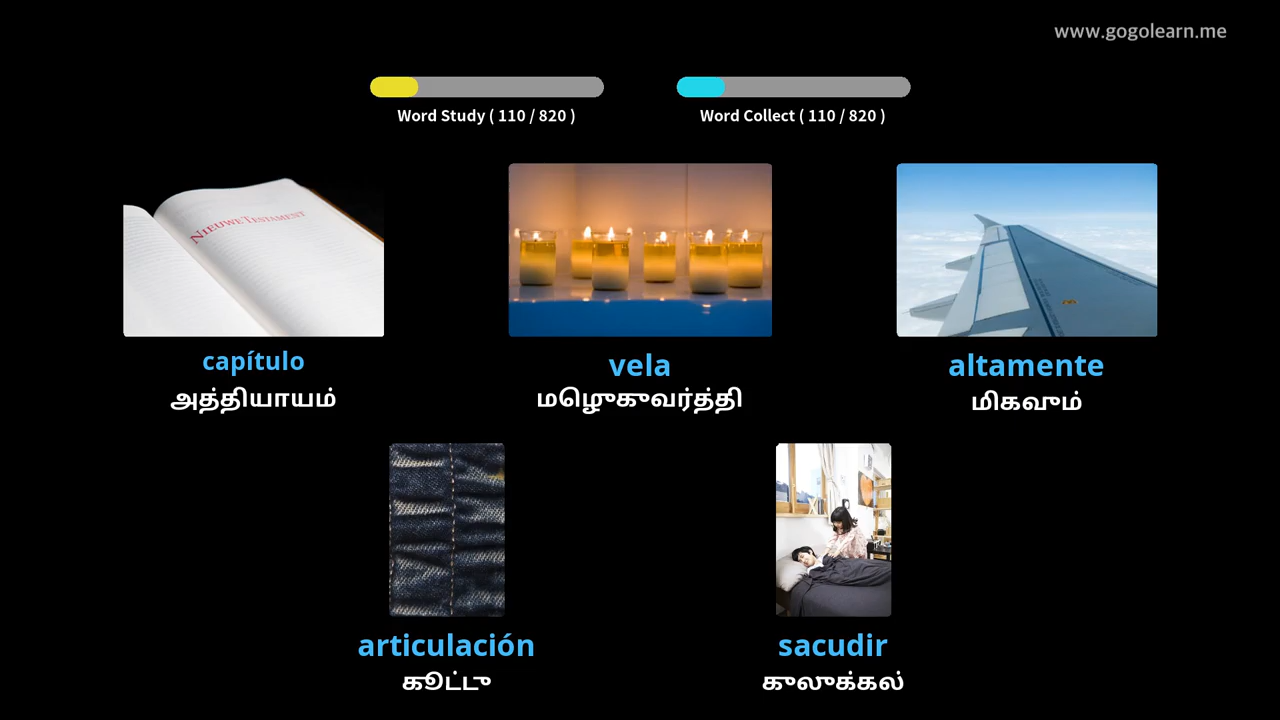 www.gogolearn.me
Word Study ( 110 / 820 )
Word Collect ( 110 / 820 )
NIEUWE TESTAMENT
capítulo
அத்தியாயம்
vela
மெழுகுவர்த்தி
altamente
மிகவும்
articulación
கூட்டு
sacudir
குலுக்கல்